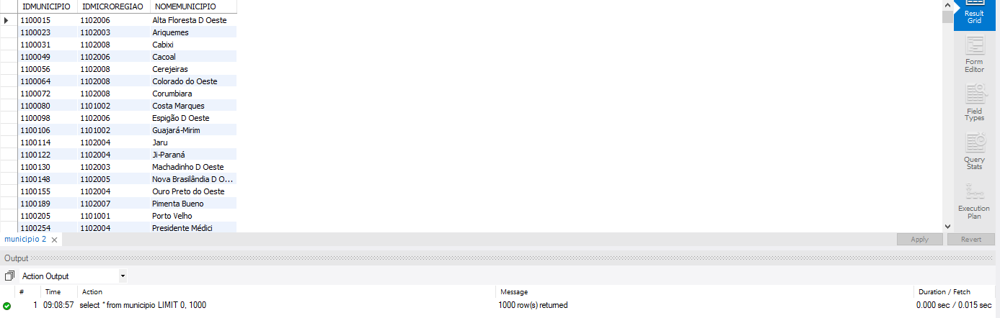 IDMUNICIPIO IDMICROREGIAO NOMEMUNICIPIO
1100015 1102006 Alta Floresta D Oeste
1100023 1102003 Ariquemes
1100031 1102008 Cabixi
1100049 1102006 Cacoal
1100056 1102008 Cerejeiras
1100064 1102008 Colorado do Oeste
1100072 1102008 Corumbiara
1100080 1101002 Costa Marques
1100098 1102006 Espigão D Oeste
1100106 1101002 Guajará-Mirim
1100114 1102004 Jaru
1100122 1102004 Ji-Paraná
1100130 1102003 Machadinho D Oeste
1100148 1102005 Nova Brasilândia D O...
1100155 1102004 Ouro Preto do Oeste
1100189 1102007 Pimenta Bueno
1100205 1101001 Porto Velho
1100254 1102004 Presidente Médici
Result
Grid
Form
Editor
Field
Types
Query
Stats
Execution
Plan
municipio 2
Apply Revert
Output
Action Output
# Time Action Message Duration / Fetch
1 09:08:57 select * from municipio LIMIT 0, 1000 1000 row(s) returned 0.000 sec / 0.015 sec